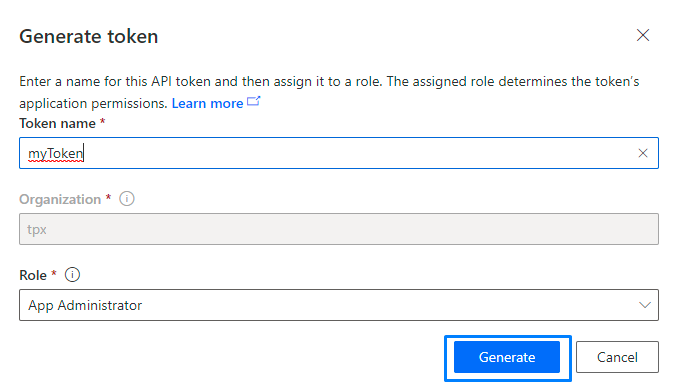 Generate token
Enter a name for this API token and then assign it to a role. The assigned role determines the token's
application permissions. Learn more
Token name *
myToken
Organization *
tpx
Role *
App Administrator
Generate
Cancel